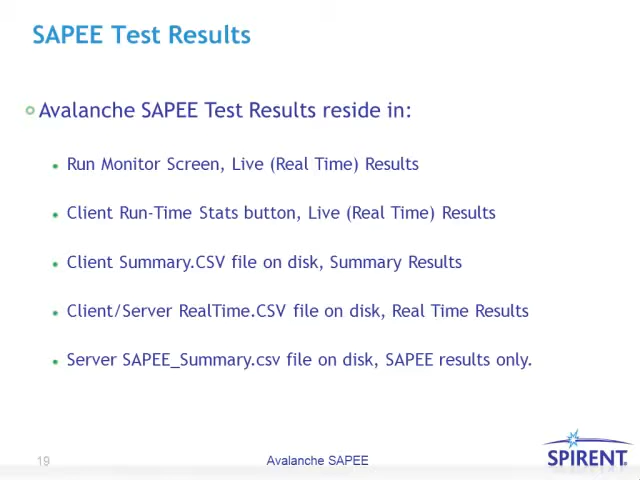 SAPEE Test Results
Avalanche SAPEE Test Results reside in:
Run Monitor Screen, Live (Real Time) Results
Client Run-Time Stats button, Live (Real Time) Results
Client Summary.CSV file on disk, Summary Results
Client/Server RealTime.CSV file on disk, Real Time Results
Server SAPEE_Summary.csv file on disk, SAPEE results only.
19
Avalanche SAPEE
SPIRENT